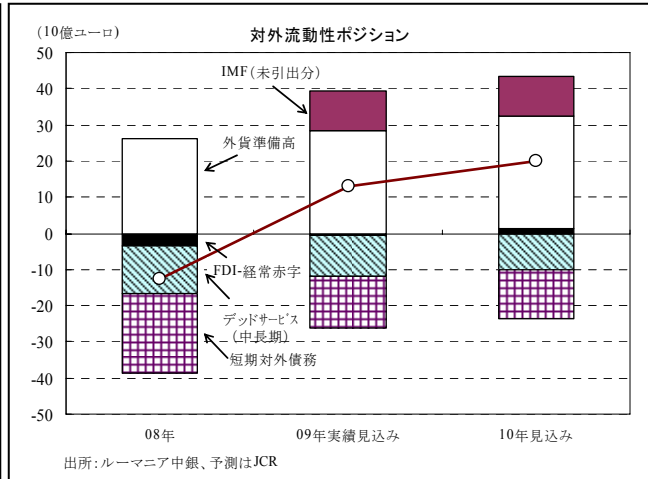 (10億ユーロ)
対外流動性ポジション
50
40
30
20
10
0
-10
-20
-30
-40
-50
IMF(未引出分)
外貨準備高
FDI-経常赤字
デッドサービス
(中長期)
短期対外債務
08年
09年実績見込み
10年見込み
出所:ルーマニア中銀、予測はJCR